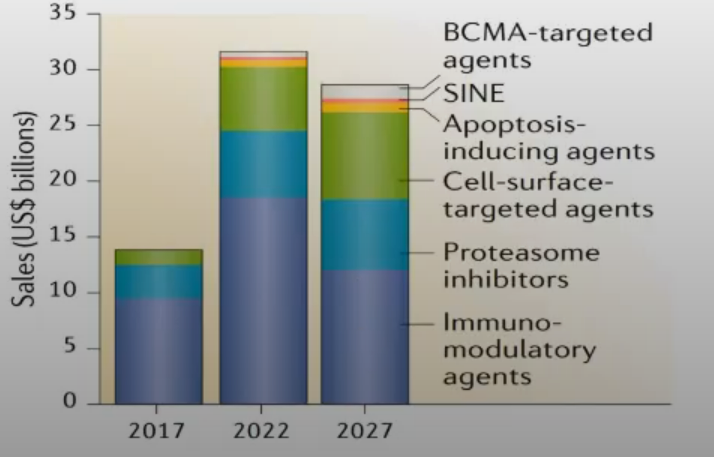 35
30
25
20
15
10
5
0
Sales (US$ billions)
2017 2022 2027
BCMA-targeted
agents
SINE
Apoptosis-
inducing agents
Cell-surface-
targeted agents
Proteasome
inhibitors
Immuno-
modulatory
agents